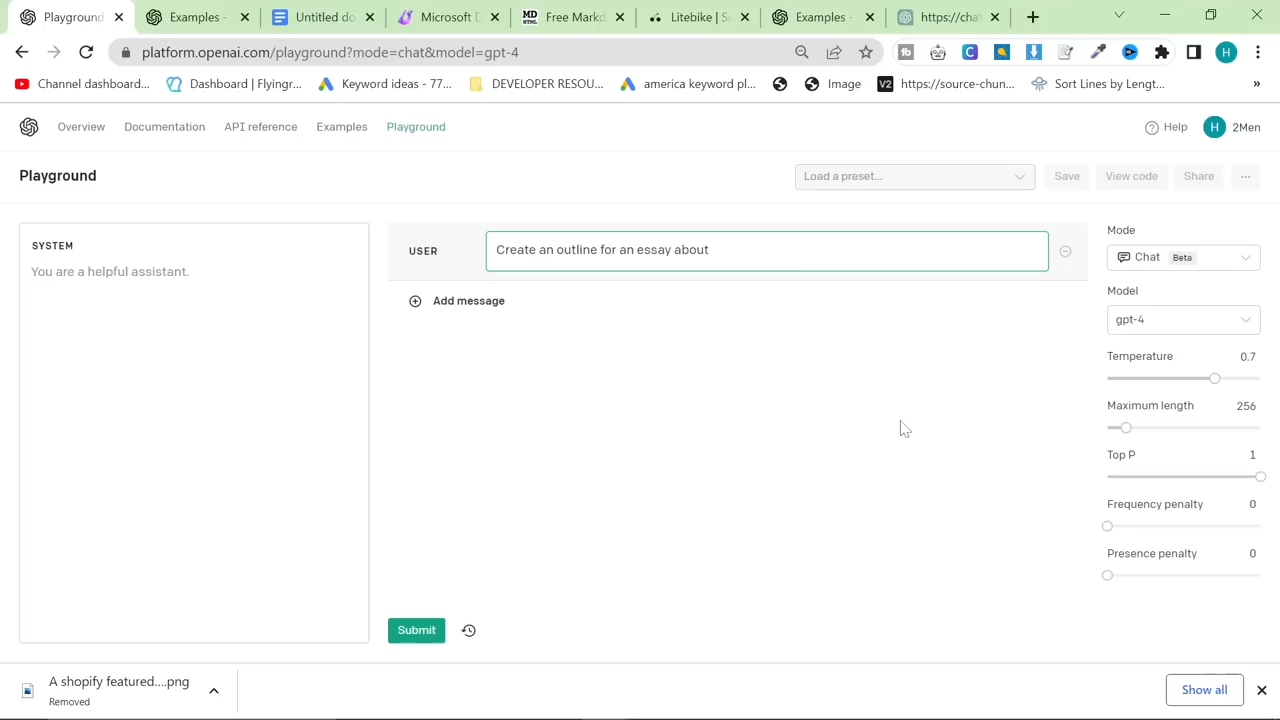 Playground
Examples -
Untitled do
Microsoft D
MD HTML Free Markd
Litebike | S
Examples -
https://cha
platform.openai.com/playground?mode=chat&model=gpt-4
H
Channel dashboard...
Dashboard | Flyingr...
Keyword ideas - 77...
DEVELOPER RESOU...
america keyword pl...
Image
V2 https://source-chun...
Sort Lines by Lengt...
»
Overview
Documentation
API reference
Examples
Playground
Help
H 2Men
Playground
Load a preset...
Save
View code
Share
...
SYSTEM
You are a helpful assistant.
USER
Create an outline for an essay about
Add message
Submit
Mode
Chat Beta
Model
gpt-4
Temperature 0.7
Maximum length 256
Top P 1
Frequency penalty 0
Presence penalty 0
A shopify featured....png
Removed
Show all